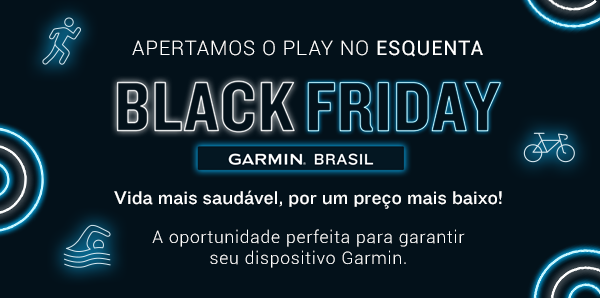 APERTAMOS O PLAY NO ESQUENTA
BLACK FRIDAY
GARMIN. BRASIL
Vida mais saudável, por um preço mais baixo!
A oportunidade perfeita para garantir
seu dispositivo Garmin.